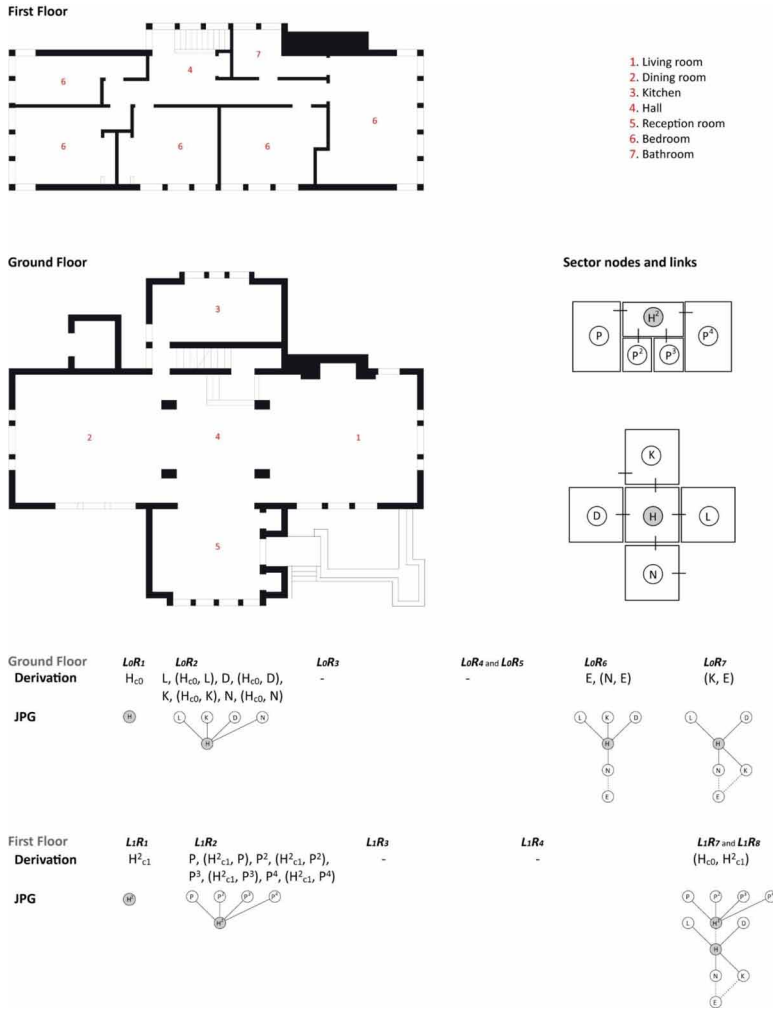 First Floor
7
4
6
6
6
6
6
1. Living room
2. Dining room
3. Kitchen
4. Hall
5. Reception room
6. Bedroom
7. Bathroom
Ground Floor
3
2
4
1
5
Sector nodes and links
H²
P
P⁴
P²
P³
K
D
H
L
N
Ground Floor L0R1 L0R2 L0R3 L0R4 and L0R5 L0R6 L0R7
Derivation Hc0 L, (Hc0, L), D, (Hc0, D), - - E, (N, E) (K, E)
K, (Hc0, K), N, (Hc0, N)
JPG H L K D N L K D L D
H H H
N N K
E E
First Floor L1R1 L1R2 L1R3 L1R4 L1R7 and L1R8
Derivation H²c1 P, (H²c1, P), P², (H²c1, P²), - - (Hc0, H²c1)
P³, (H²c1, P³), P⁴, (H²c1, P⁴)
JPG H² P P² P³ P⁴ P P² P³
H² H²
L D
H
N K
E